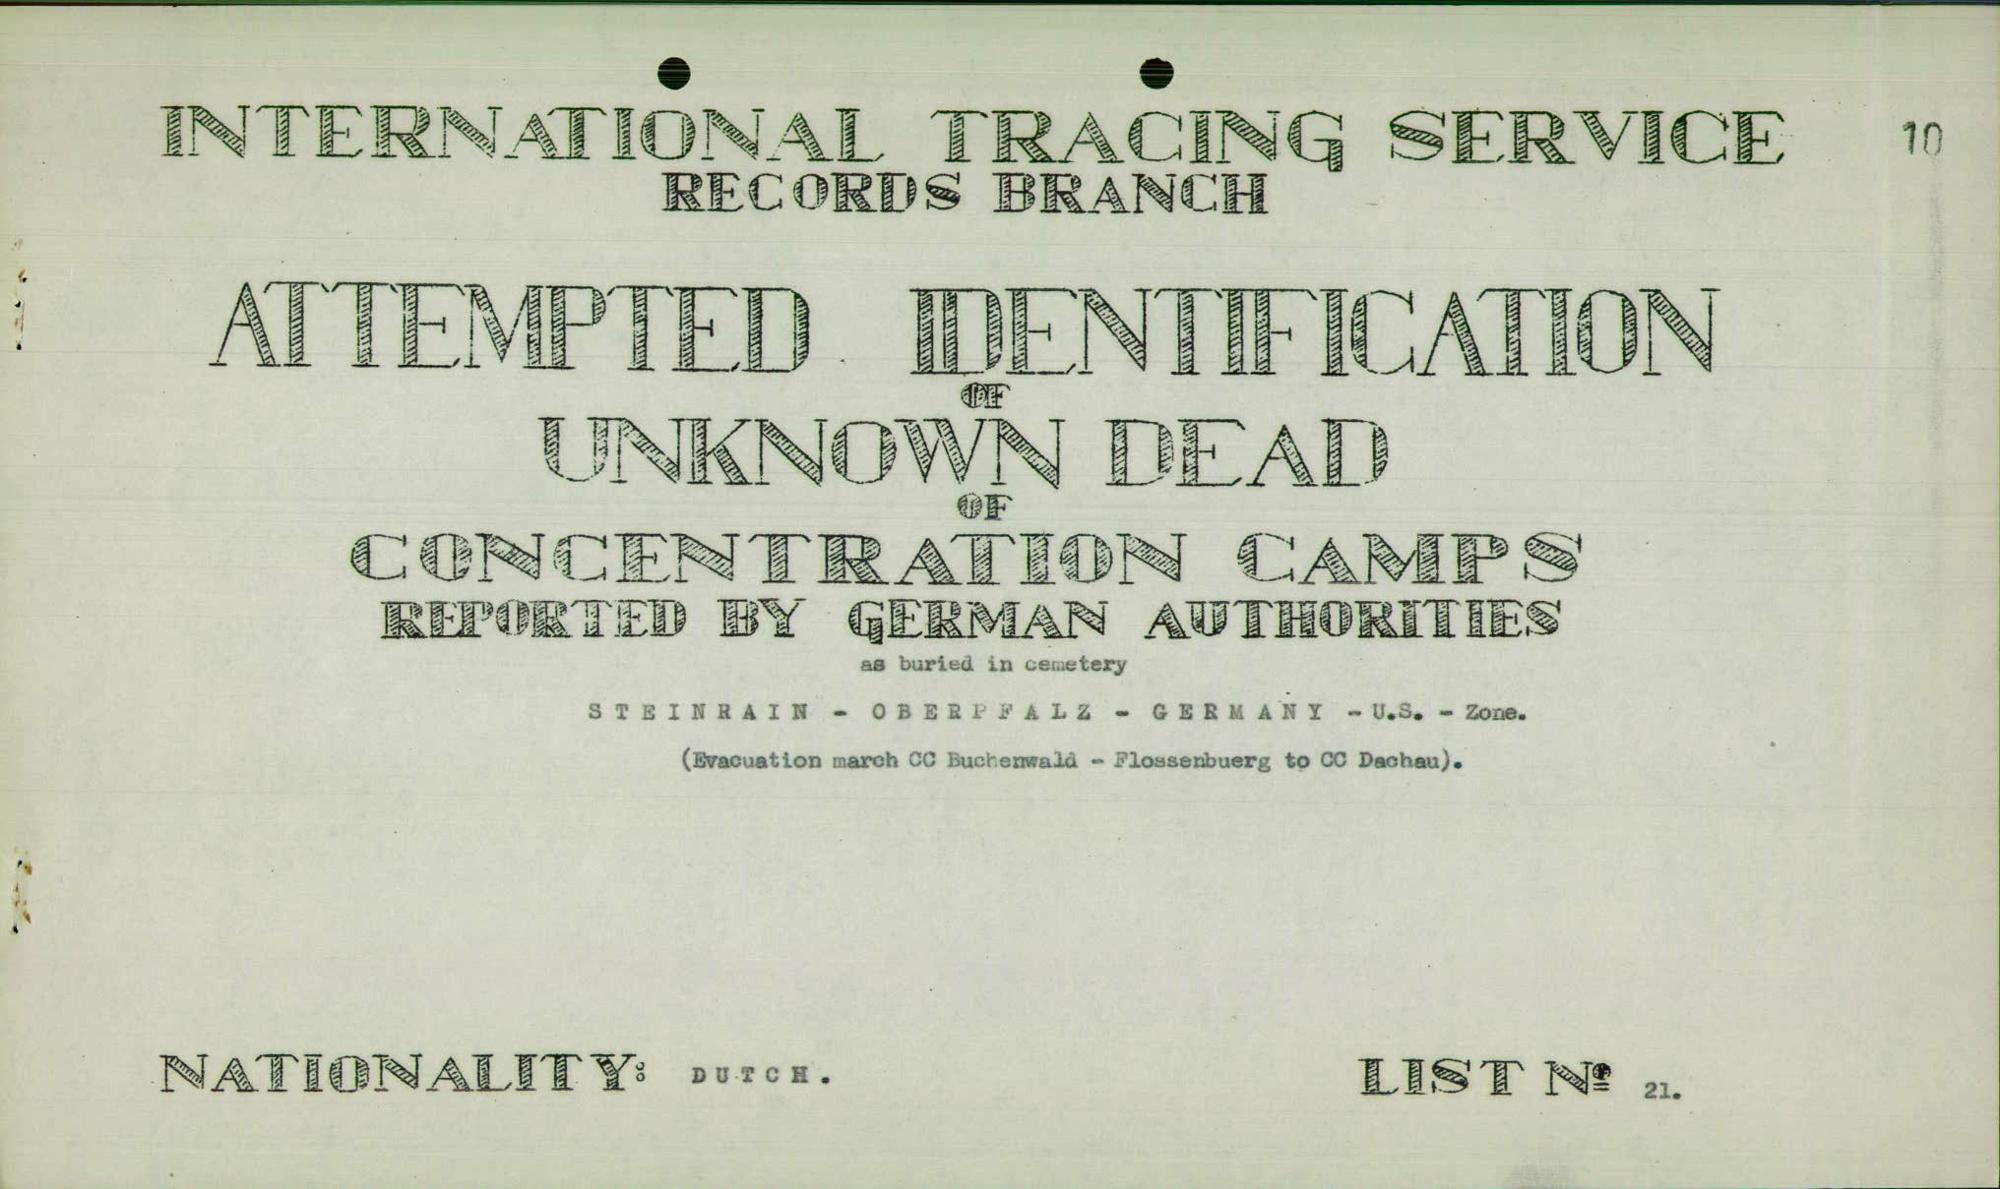 INTERNATIONAL TRACING SERVICE 10
RECORDS BRANCH
ATTEMPTED IDENTIFICATION
OF
UNKNOWN DEAD
OF
CONCENTRATION CAMPS
REPORTED BY GERMAN AUTHORITIES
as buried in cemetery
STEINRAIN - OBERPFALZ - GERMANY - U.S. - Zone.
(Evacuation march CC Buchenwald - Flossenbuerg to CC Dachau).
NATIONALITY: DUTCH. LIST Nº 21.